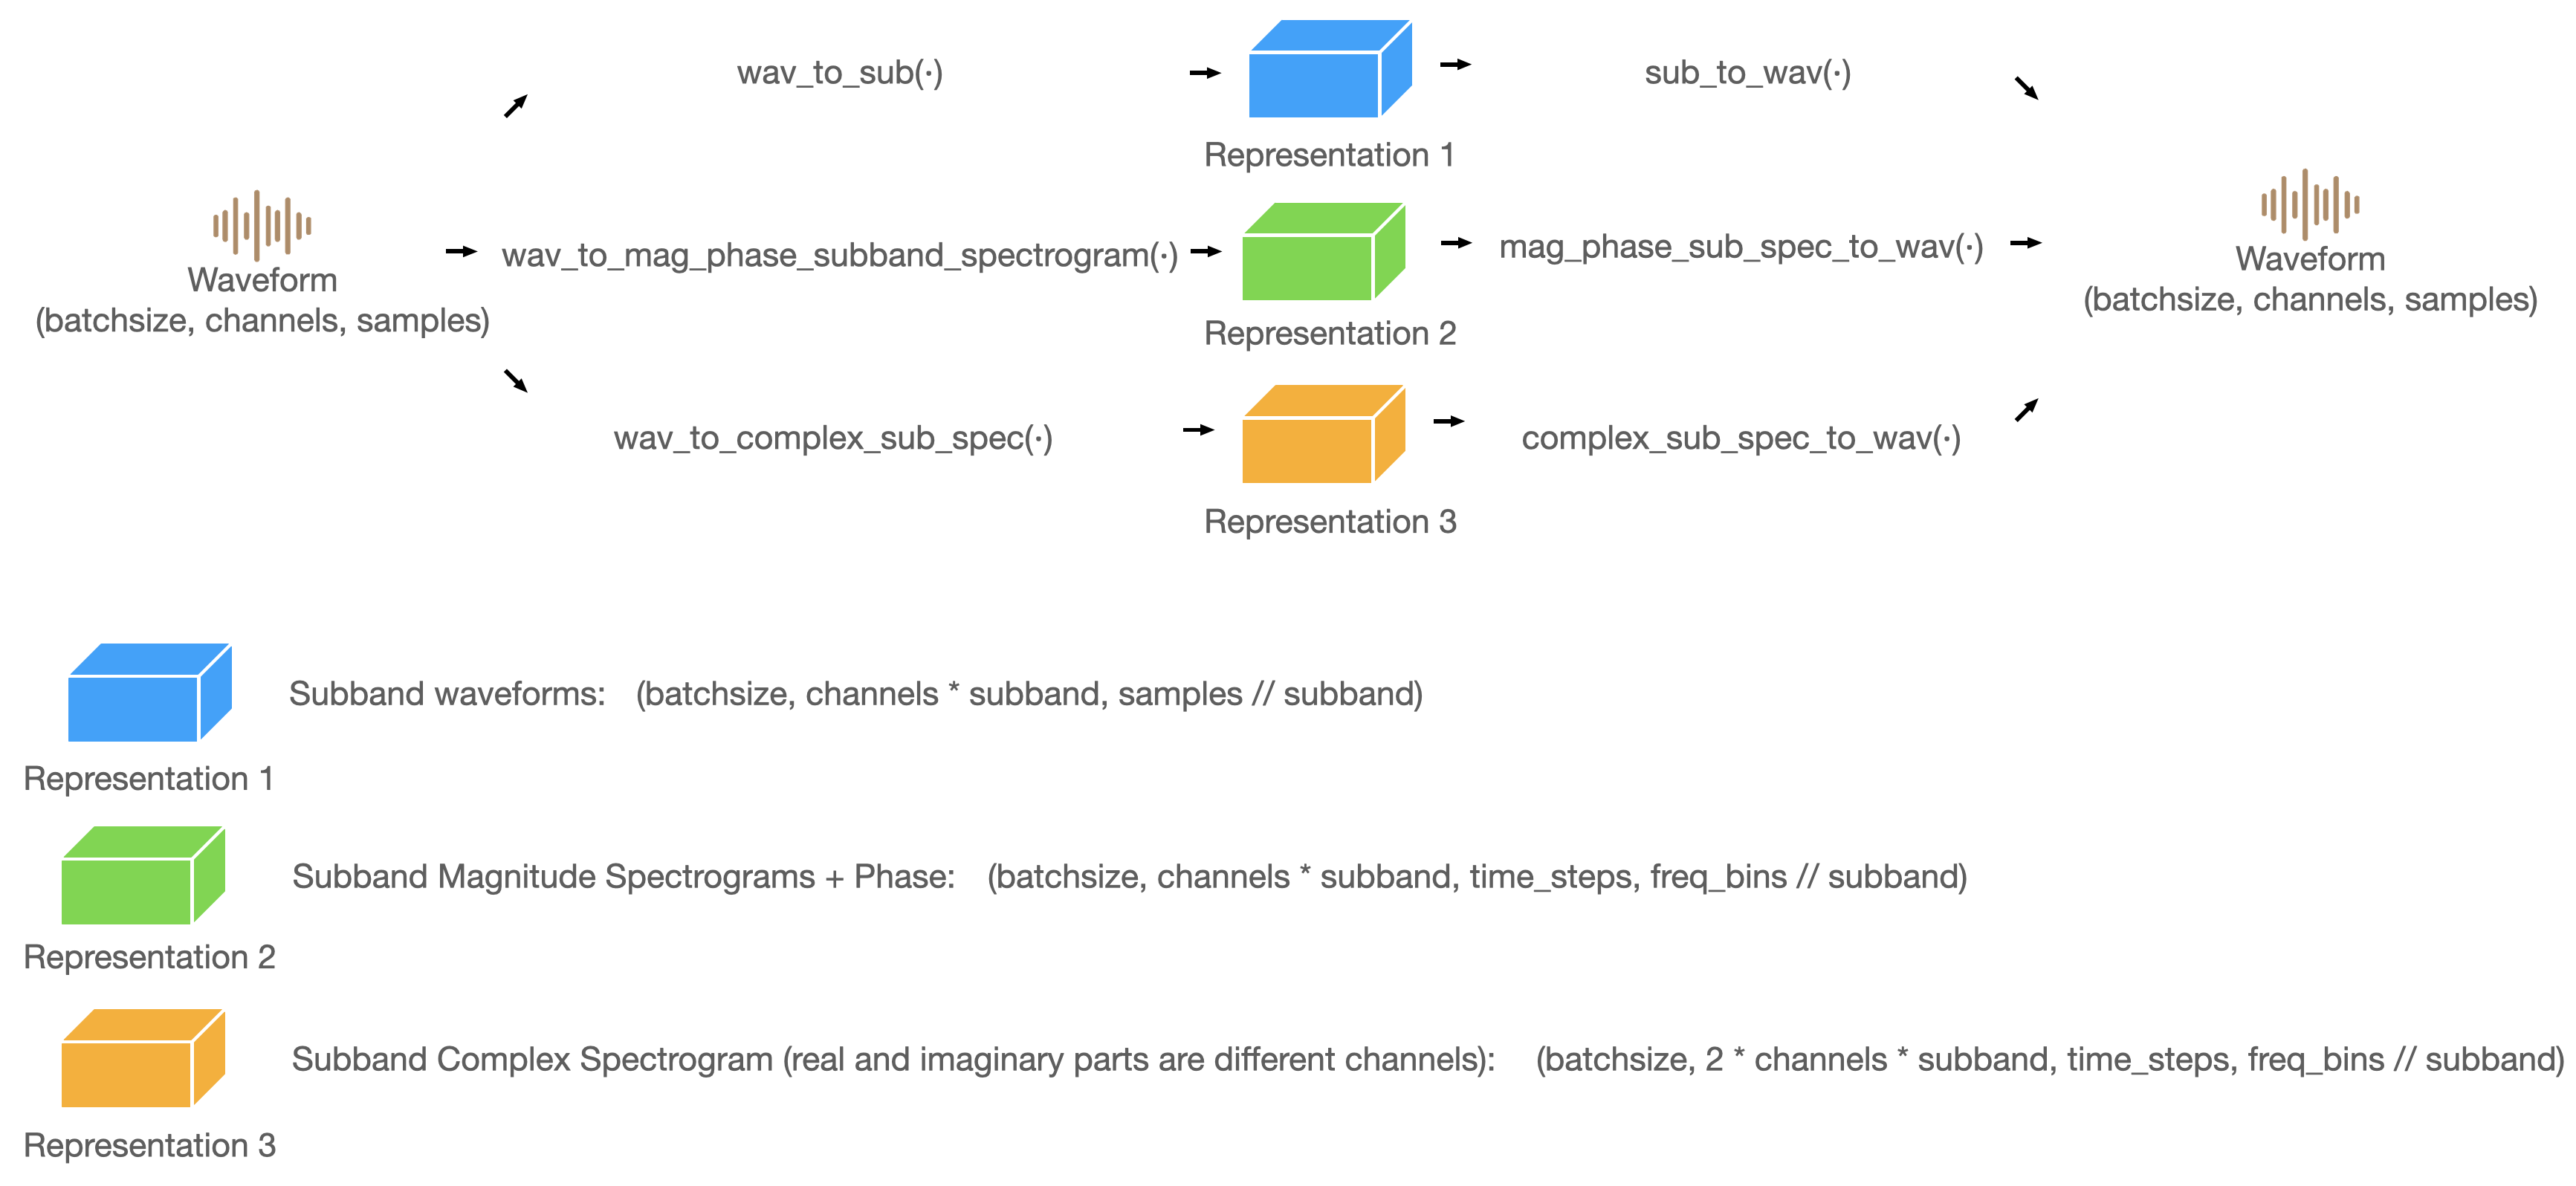 wav_to_sub(·)
sub_to_wav(·)
Representation 1
Waveform
(batchsize, channels, samples)
wav_to_mag_phase_subband_spectrogram(·)
mag_phase_sub_spec_to_wav(·)
Waveform
(batchsize, channels, samples)
Representation 2
wav_to_complex_sub_spec(·)
complex_sub_spec_to_wav(·)
Representation 3
Subband waveforms: (batchsize, channels * subband, samples // subband)
Representation 1
Subband Magnitude Spectrograms + Phase: (batchsize, channels * subband, time_steps, freq_bins // subband)
Representation 2
Subband Complex Spectrogram (real and imaginary parts are different channels): (batchsize, 2 * channels * subband, time_steps, freq_bins // subband)
Representation 3